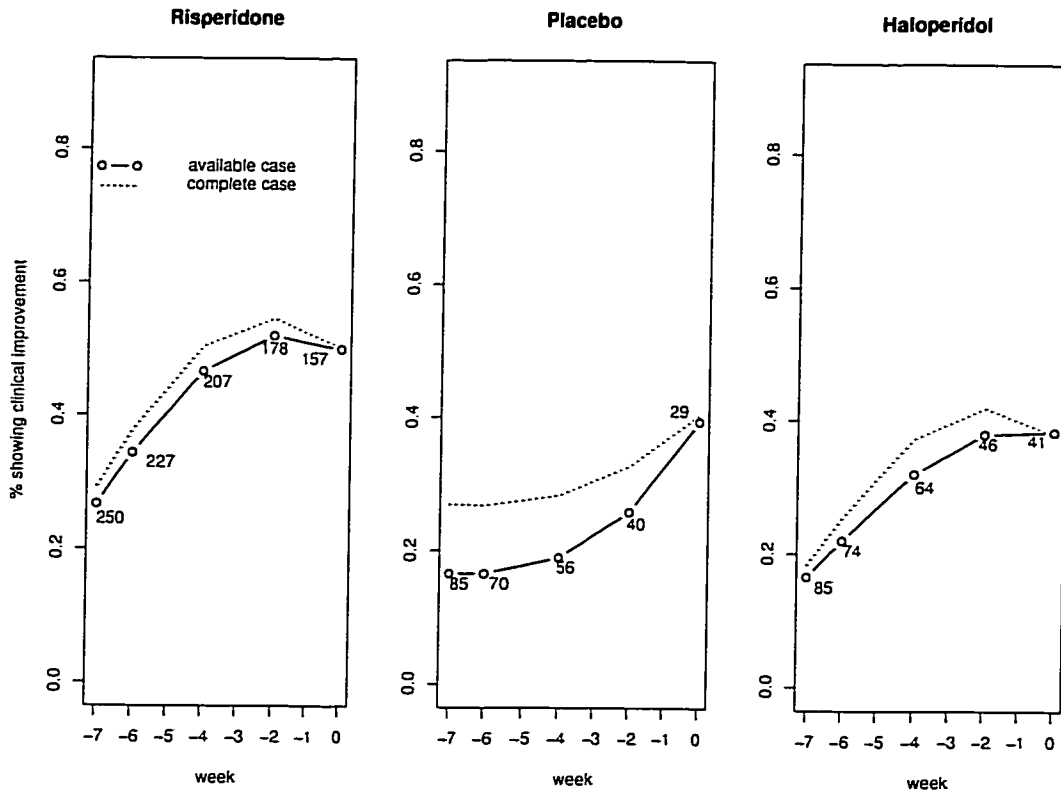 Risperidone
% showing clinical improvement
0.0 0.2 0.4 0.6 0.8
available case
complete case
250
227
207
178
157
-7 -6 -5 -4 -3 -2 -1 0
week
Placebo
0.0 0.2 0.4 0.6 0.8
85
70
56
40
29
-7 -6 -5 -4 -3 -2 -1 0
week
Haloperidol
0.0 0.2 0.4 0.6 0.8
85
74
64
46
41
-7 -6 -5 -4 -3 -2 -1 0
week